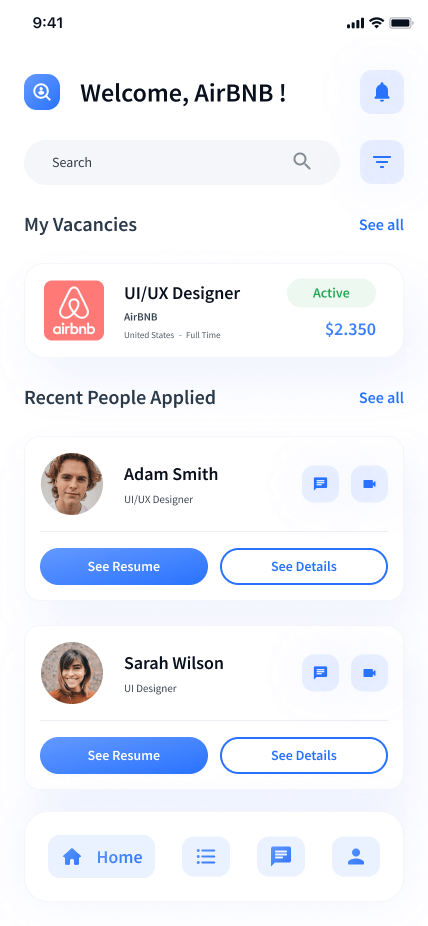 9:41
Welcome, AirBNB !
Search
My Vacancies
See all
airbnb
UI/UX Designer
Active
AirBNB
United States - Full Time
$2.350
Recent People Applied
See all
Adam Smith
UI/UX Designer
See Resume
See Details
Sarah Wilson
UI Designer
See Resume
See Details
Home